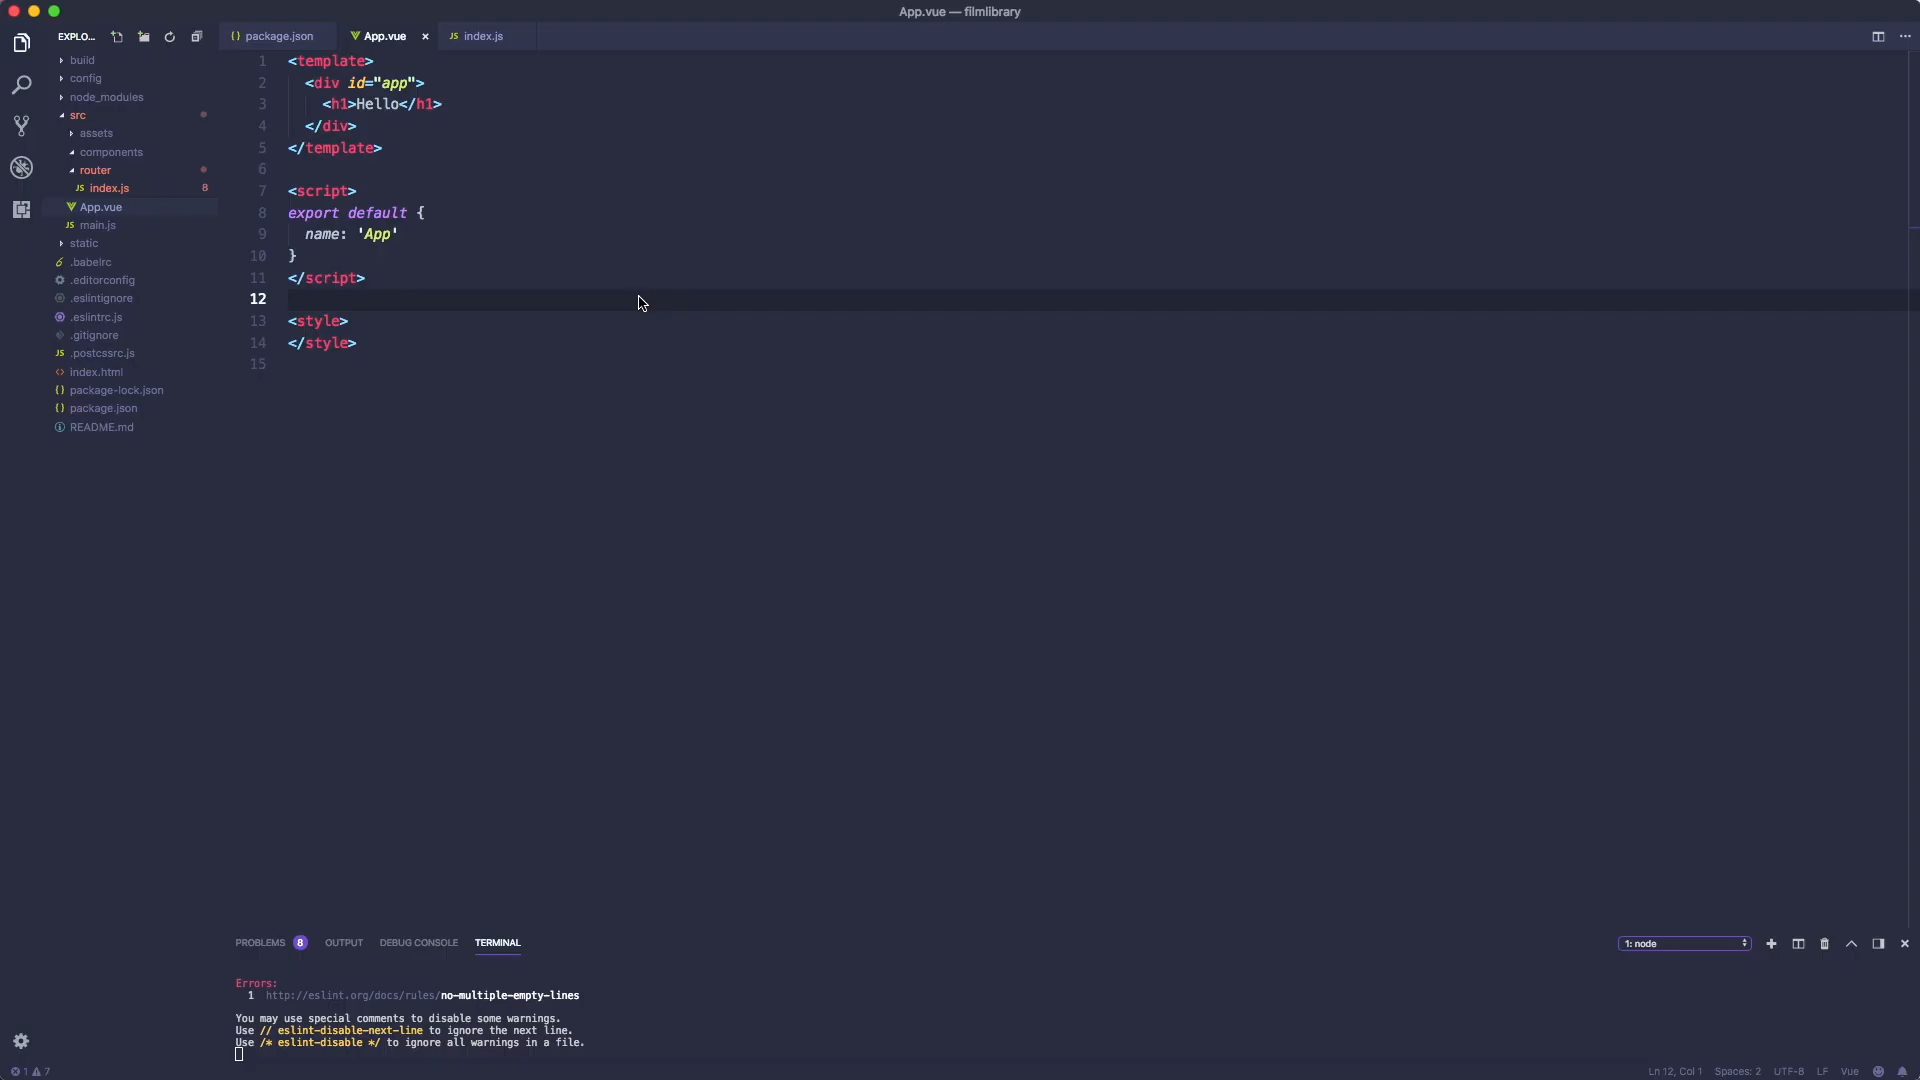 App.vue — filmlibrary
EXPLO...
package.json
App.vue
JS index.js
build
config
node_modules
src
assets
components
router
JS index.js 8
App.vue
JS main.js
static
.babelrc
.editorconfig
.eslintignore
.eslintrc.js
.gitignore
JS .postcssrc.js
index.html
package-lock.json
package.json
README.md
1 <template>
2 <div id="app">
3 <h1>Hello</h1>
4 </div>
5 </template>
6
7 <script>
8 export default {
9 name: 'App'
10 }
11 </script>
12
13 <style>
14 </style>
15
PROBLEMS 8 OUTPUT DEBUG CONSOLE TERMINAL
1: node
Errors:
1 http://eslint.org/docs/rules/no-multiple-empty-lines
You may use special comments to disable some warnings.
Use // eslint-disable-next-line to ignore the next line.
Use /* eslint-disable */ to ignore all warnings in a file.
1 7
Ln 12, Col 1 Spaces: 2 UTF-8 LF Vue